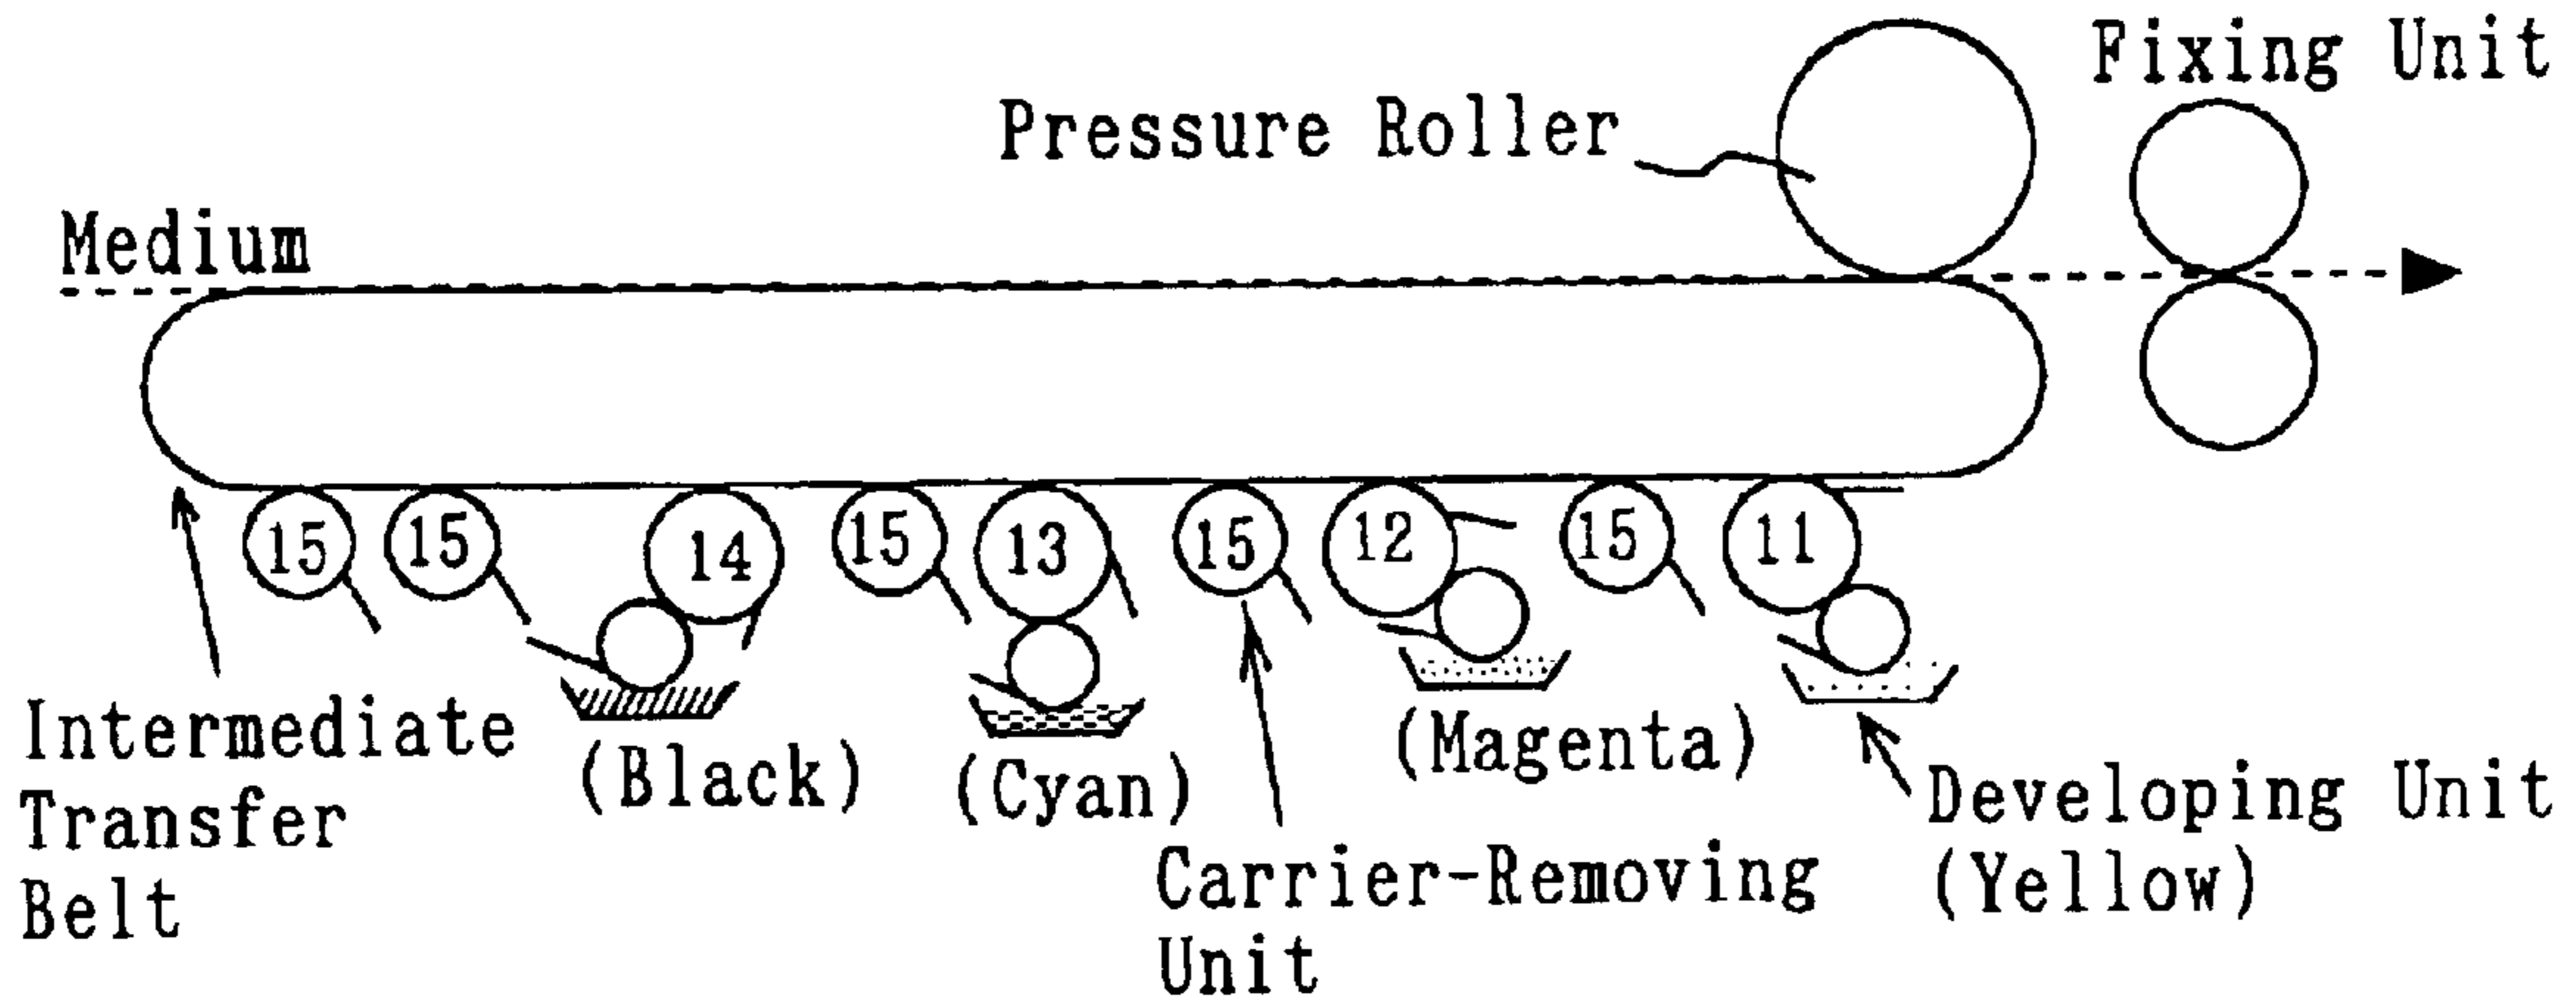 Fixing Unit
Pressure Roller
Medium
15 15 14 15 13 15 12 15 11
Intermediate
Transfer
Belt
(Black)
(Cyan)
(Magenta)
Carrier-Removing
Unit
Developing Unit
(Yellow)